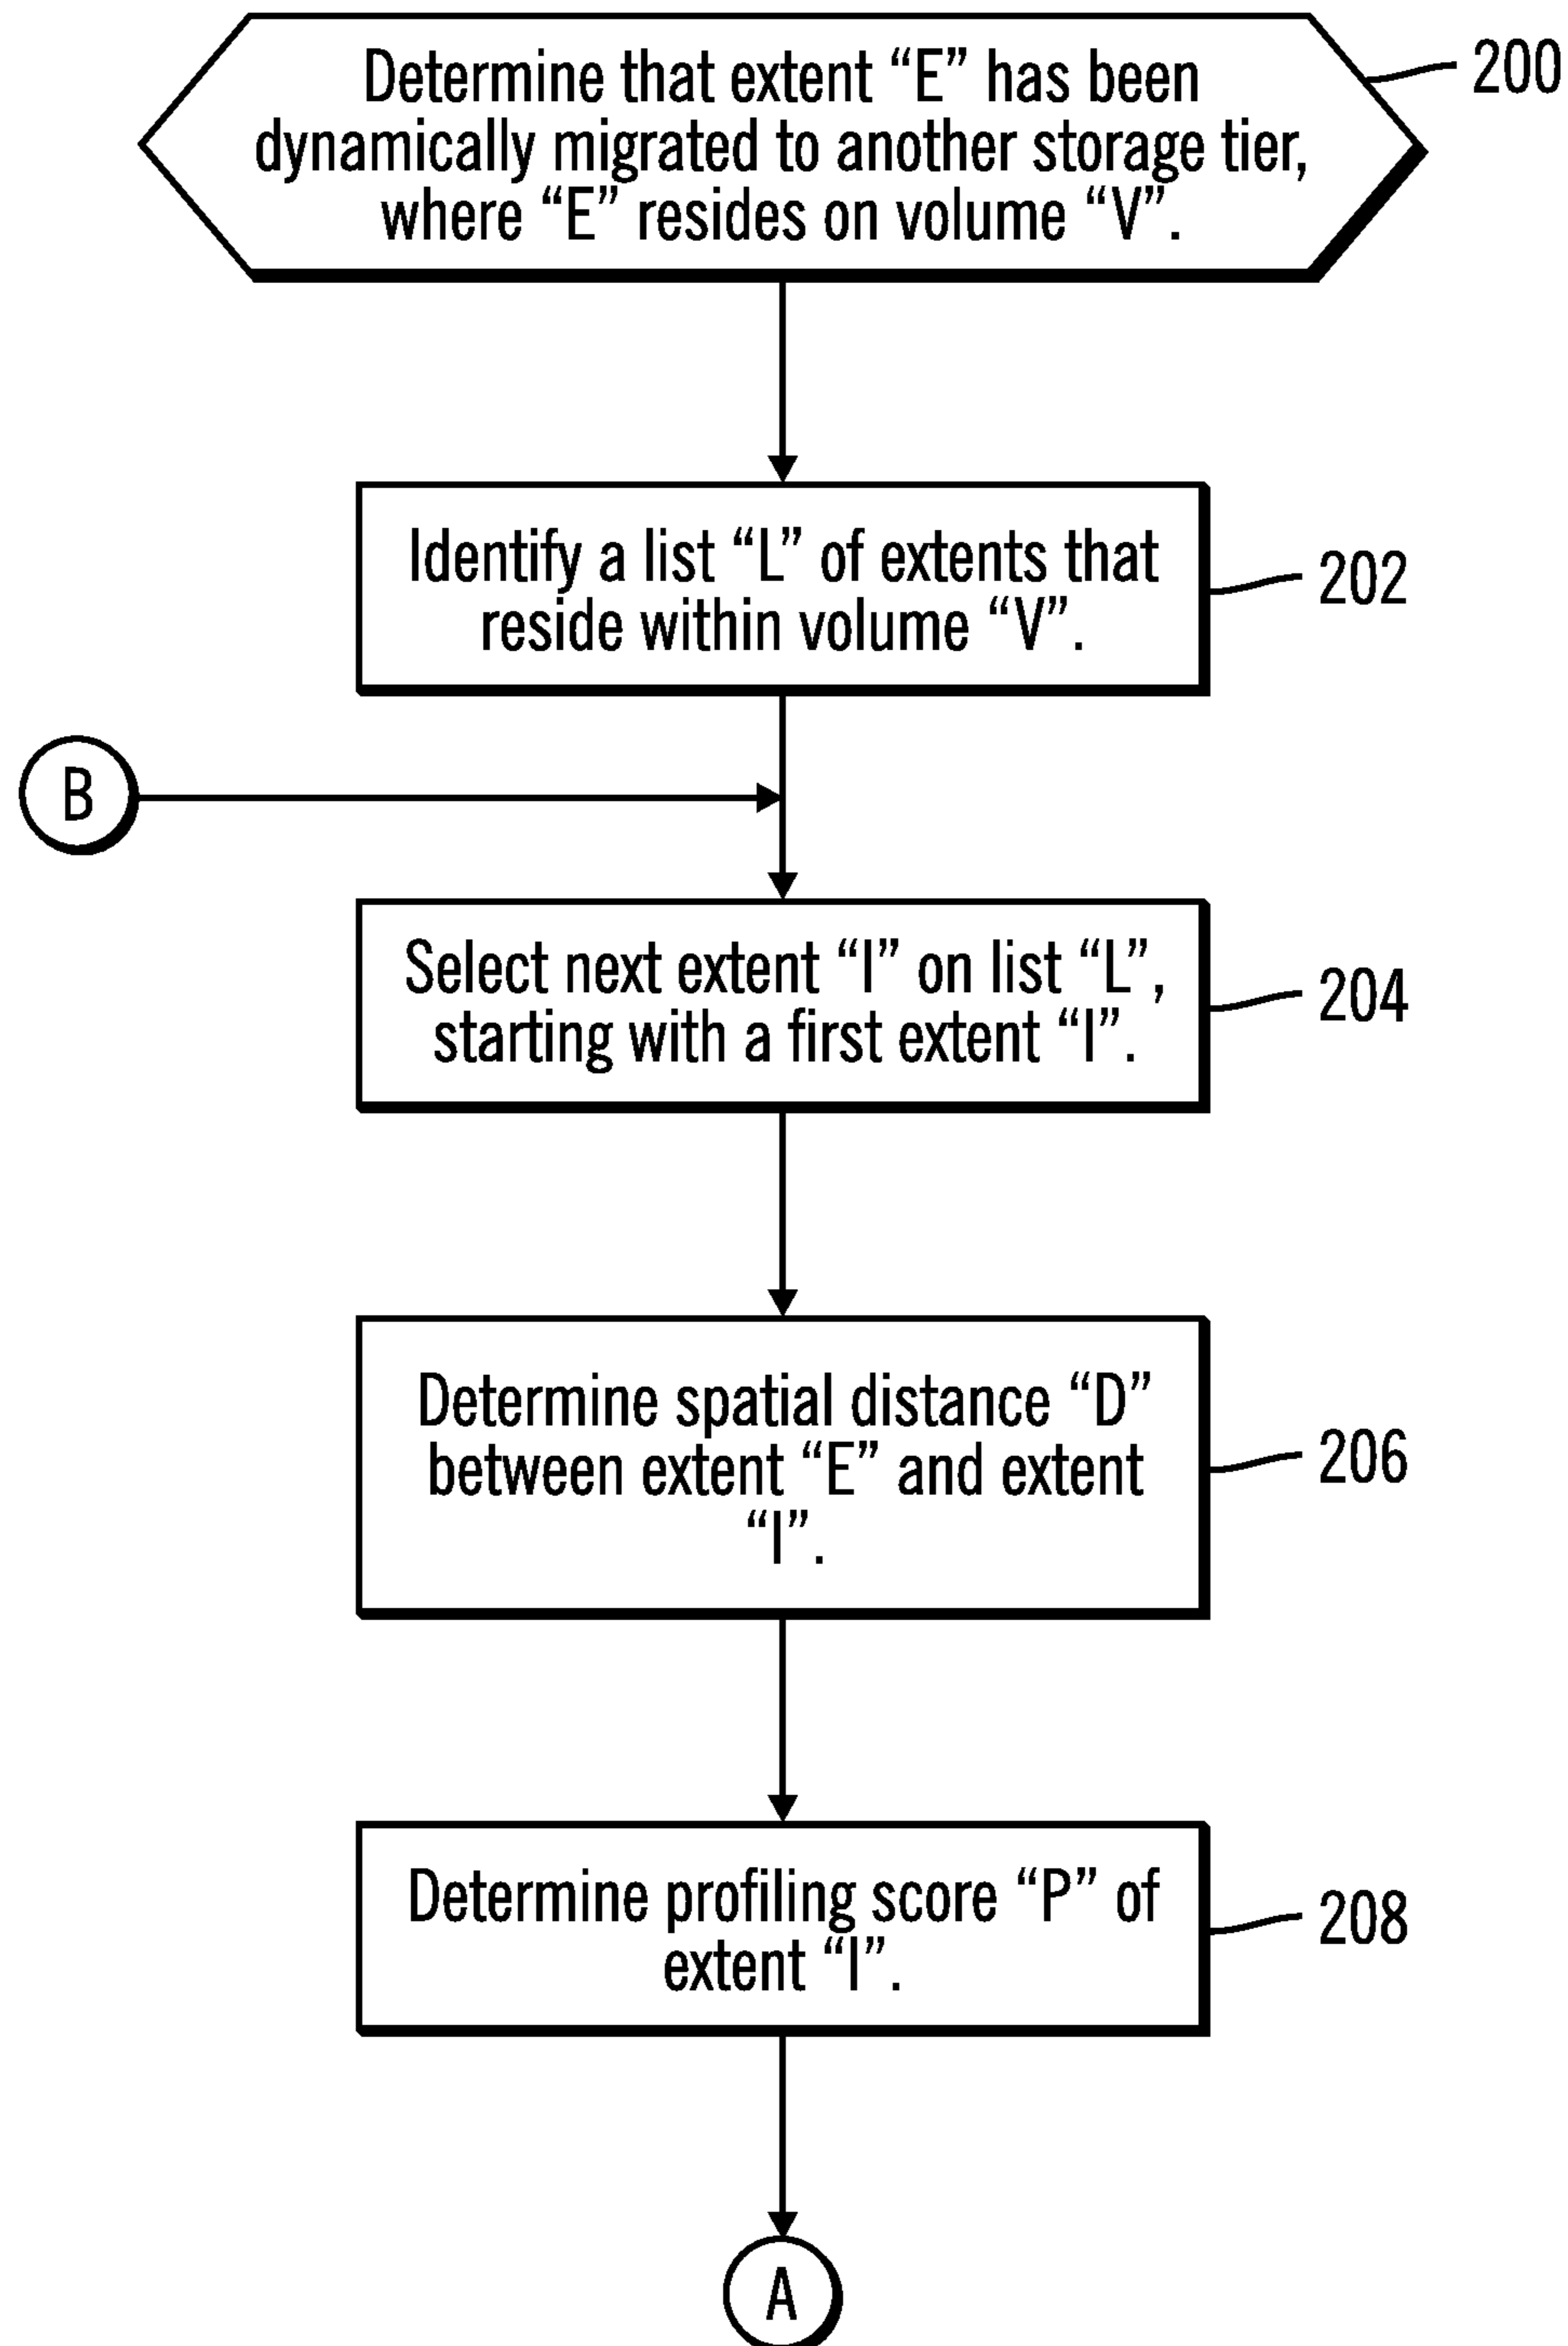 Determine that extent “E” has been
dynamically migrated to another storage tier,
where “E” resides on volume “V”.
200
Identify a list “L” of extents that
reside within volume “V”.
202
B
Select next extent “I” on list “L”,
starting with a first extent “I”.
204
Determine spatial distance “D”
between extent “E” and extent
“I”.
206
Determine profiling score “P” of
extent “I”.
208
A